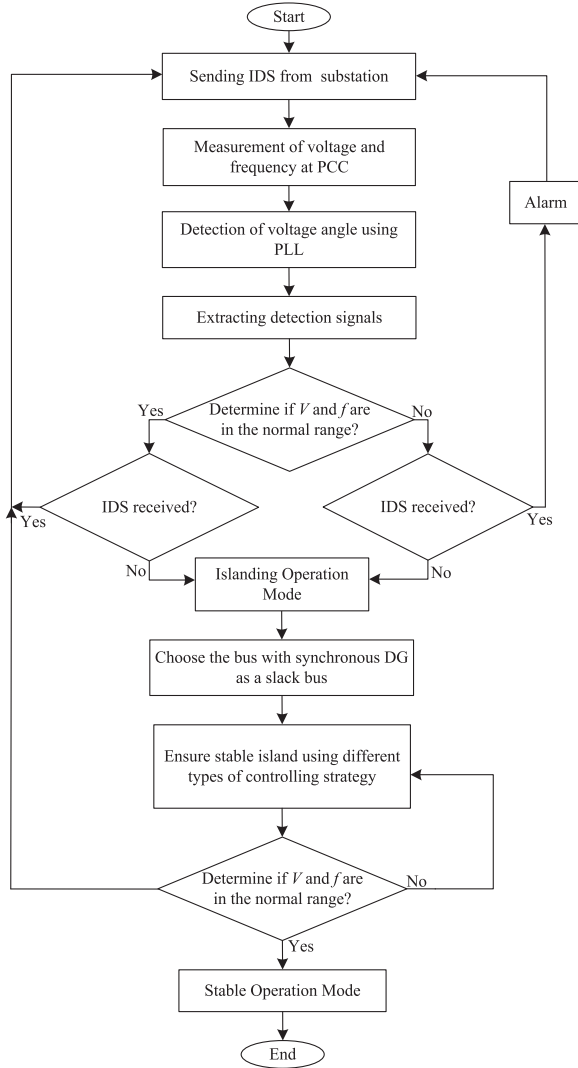 Start
Sending IDS from substation
Measurement of voltage and
frequency at PCC
Alarm
Detection of voltage angle using
PLL
Extracting detection signals
Yes
Determine if V and f are
in the normal range?
No
IDS received?
Yes
IDS received?
Yes
No
Islanding Operation
Mode
No
Choose the bus with synchronous DG
as a slack bus
Ensure stable island using different
types of controlling strategy
Determine if V and f are
in the normal range?
No
Yes
Stable Operation Mode
End